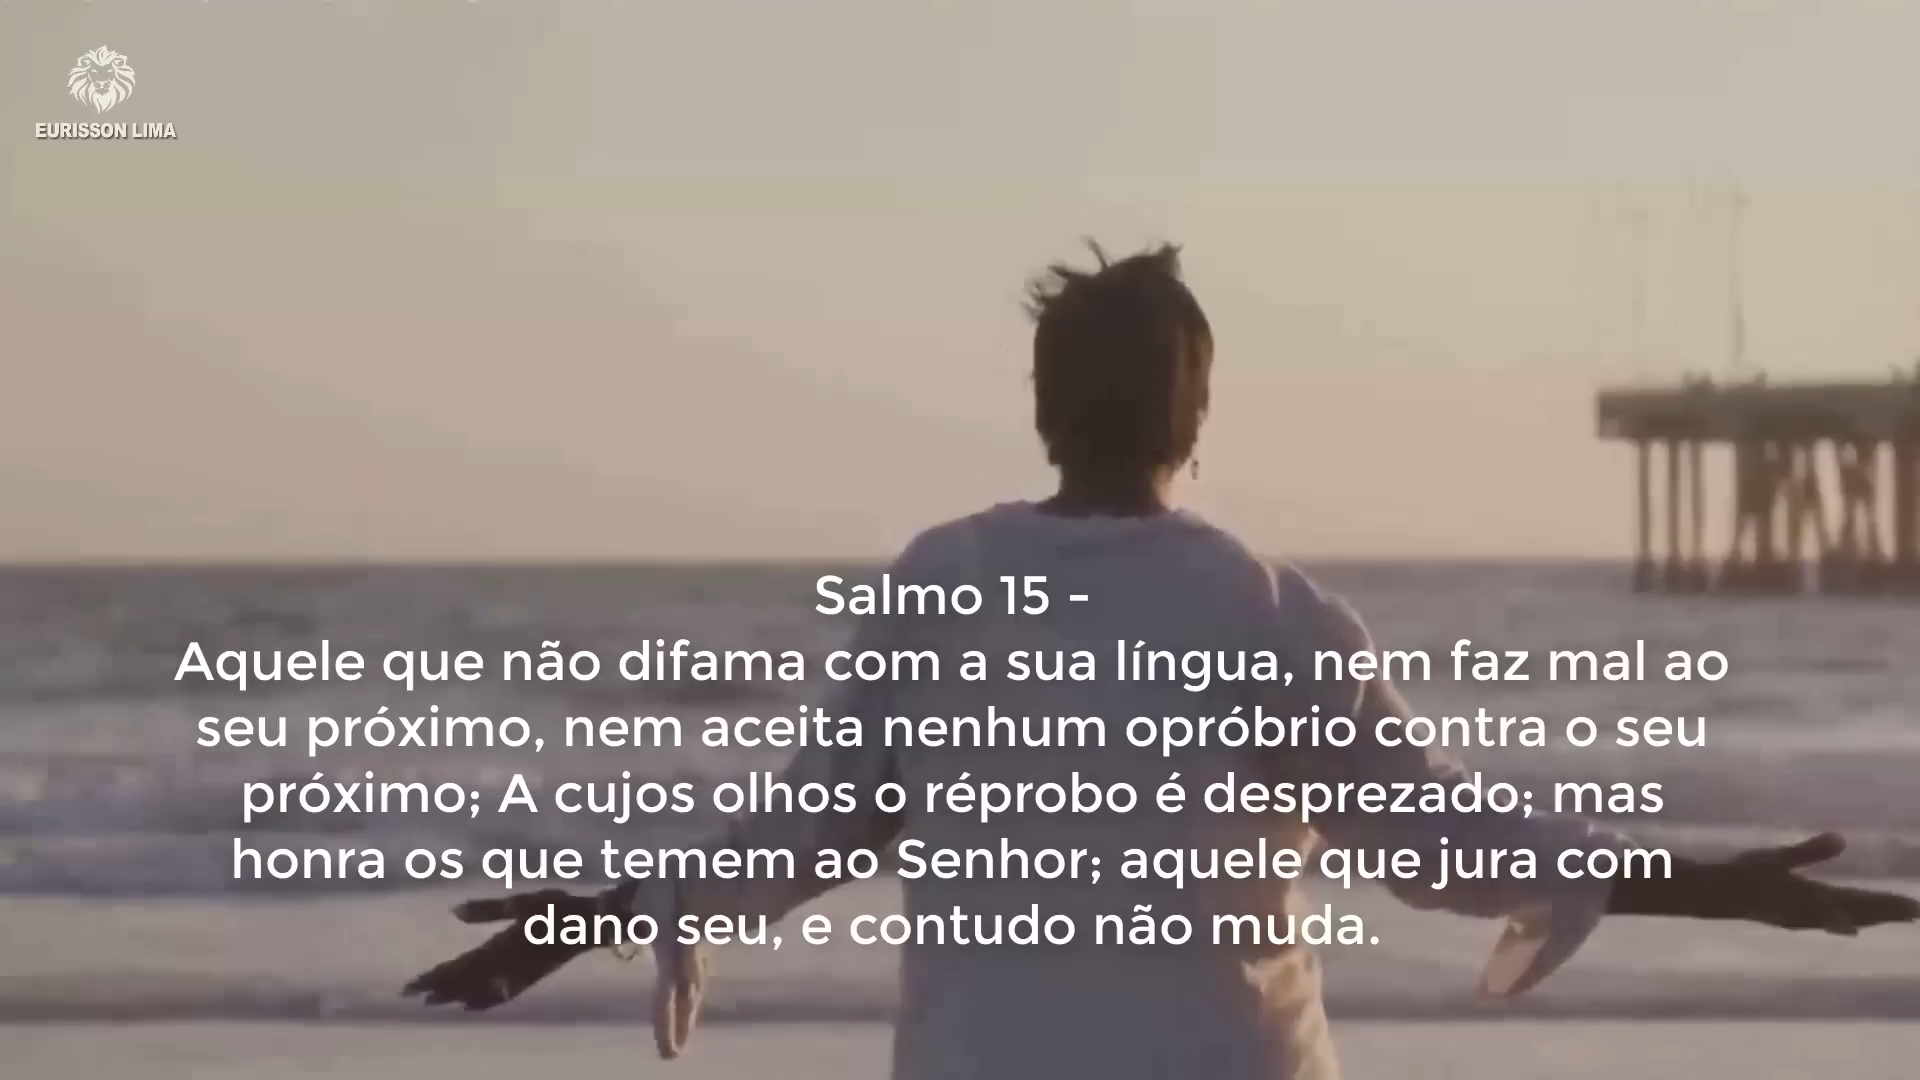 EURISSON LIMA
Salmo 15 -
Aquele que não difama com a sua língua, nem faz mal ao
seu próximo, nem aceita nenhum opróbrio contra o seu
próximo; A cujos olhos o réprobo é desprezado; mas
honra os que temem ao Senhor; aquele que jura com
dano seu, e contudo não muda.